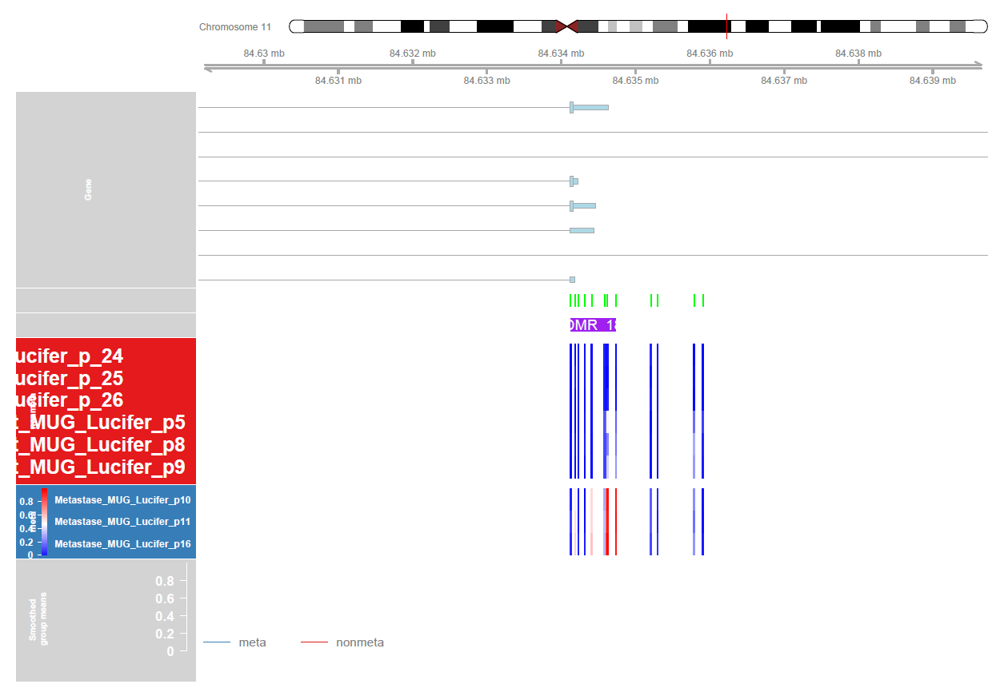 Chromosome 11
84.63 mb 84.632 mb 84.634 mb 84.636 mb 84.638 mb
84.631 mb 84.633 mb 84.635 mb 84.637 mb 84.639 mb
Gene
DMR_18
ucifer_p_24
ucifer_p_25
ucifer_p_26
t_MUG_Lucifer_p5
t_MUG_Lucifer_p8
t_MUG_Lucifer_p9
0.8
0.6
0.4
0.2
0
meta
Metastase_MUG_Lucifer_p10
Metastase_MUG_Lucifer_p11
Metastase_MUG_Lucifer_p16
Smoothed
group means
0.8
0.6
0.4
0.2
0
meta nonmeta